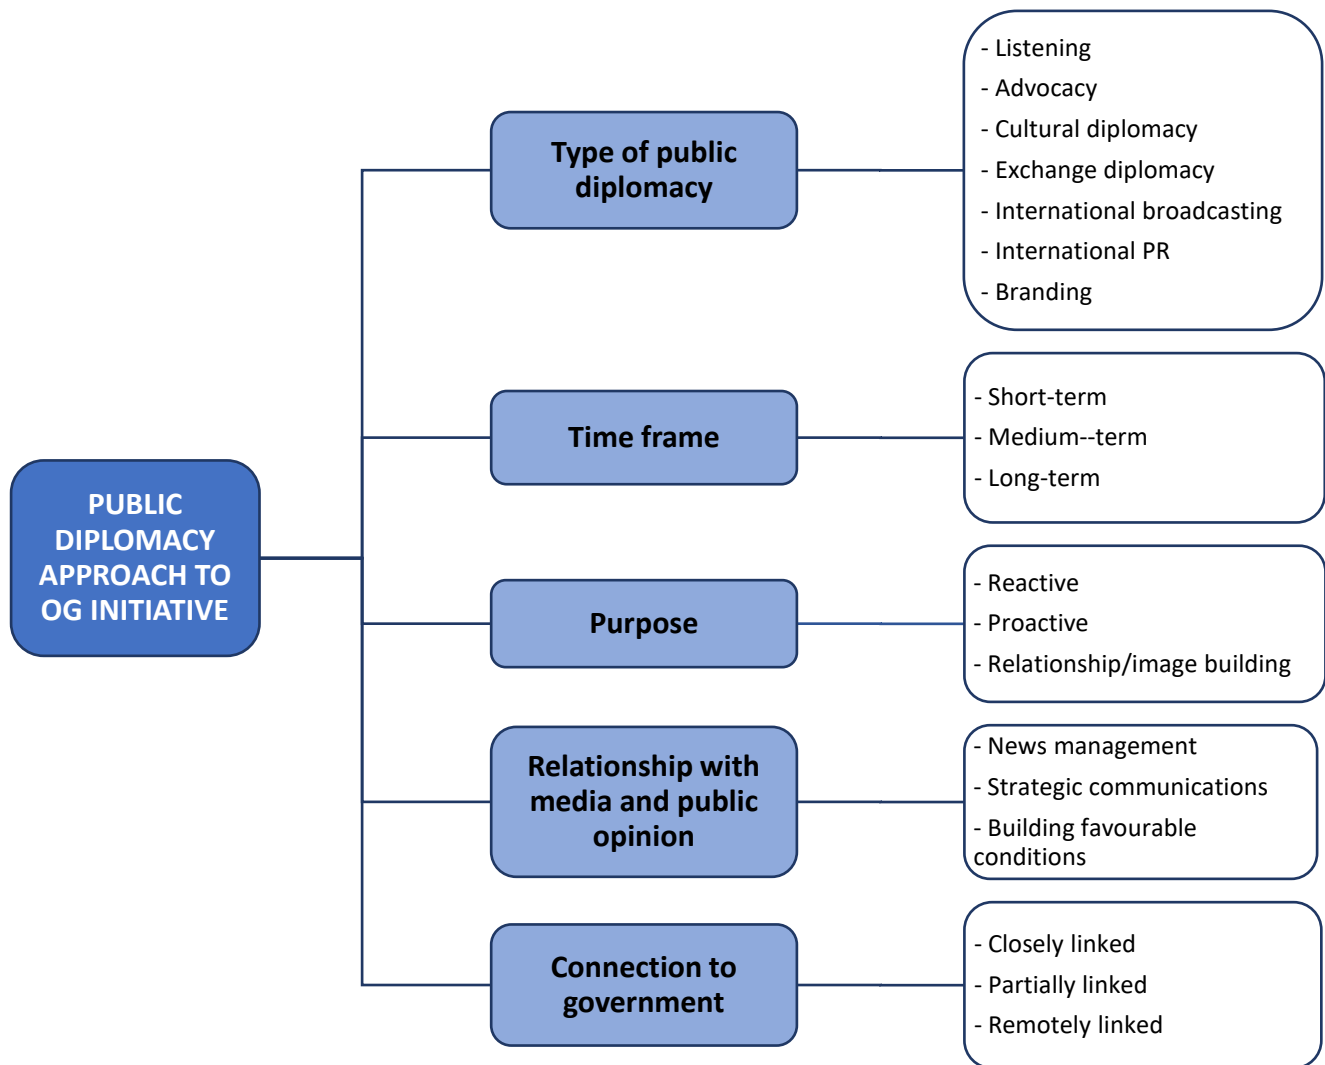 PUBLIC
DIPLOMACY
APPROACH TO
OG INITIATIVE
Type of public
diplomacy
- Listening
- Advocacy
- Cultural diplomacy
- Exchange diplomacy
- International broadcasting
- International PR
- Branding
Time frame
- Short-term
- Medium--term
- Long-term
Purpose
- Reactive
- Proactive
- Relationship/image building
Relationship with
media and public
opinion
- News management
- Strategic communications
- Building favourable
conditions
Connection to
government
- Closely linked
- Partially linked
- Remotely linked